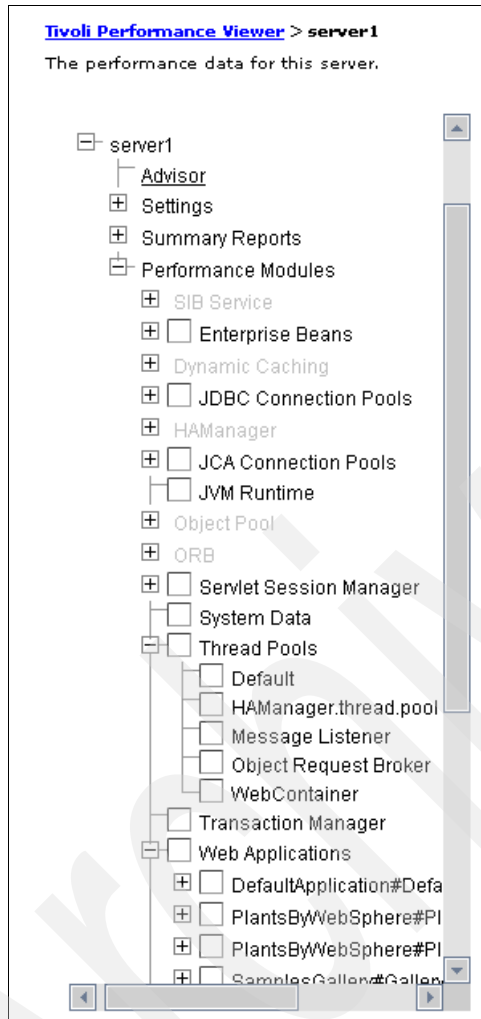 Tivoli Performance Viewer > server1
The performance data for this server.
server1
Advisor
Settings
Summary Reports
Performance Modules
SIB Service
Enterprise Beans
Dynamic Caching
JDBC Connection Pools
HAManager
JCA Connection Pools
JVM Runtime
Object Pool
ORB
Servlet Session Manager
System Data
Thread Pools
Default
HAManager.thread.pool
Message Listener
Object Request Broker
WebContainer
Transaction Manager
Web Applications
DefaultApplication#Defa
PlantsByWebSphere#Pl
PlantsByWebSphere#Pl
SamplesGallery#Gallery